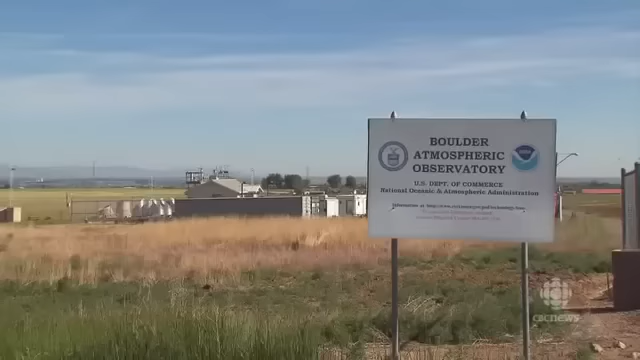 BOULDER
ATMOSPHERIC
OBSERVATORY
U.S. DEPT. OF COMMERCE
National Oceanic & Atmospheric Administration
cbcnews